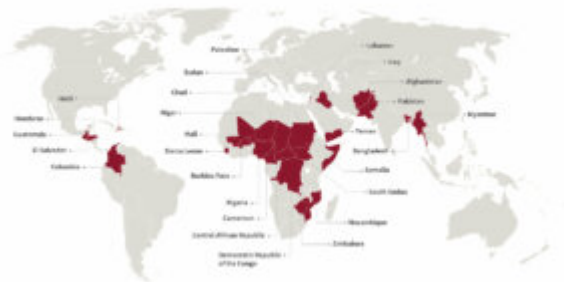 Palestine
Lebanon
Iraq
Sudan
Afghanistan
Chad
Pakistan
Haiti
Niger
Myanmar
Honduras
Guatemala
Mali
Yemen
El Salvador
Sierra Leone
Bangladesh
Colombia
Somalia
Burkina Faso
South Sudan
Nigeria
Cameroon
Mozambique
Central African Republic
Zimbabwe
Democratic Republic
of the Congo